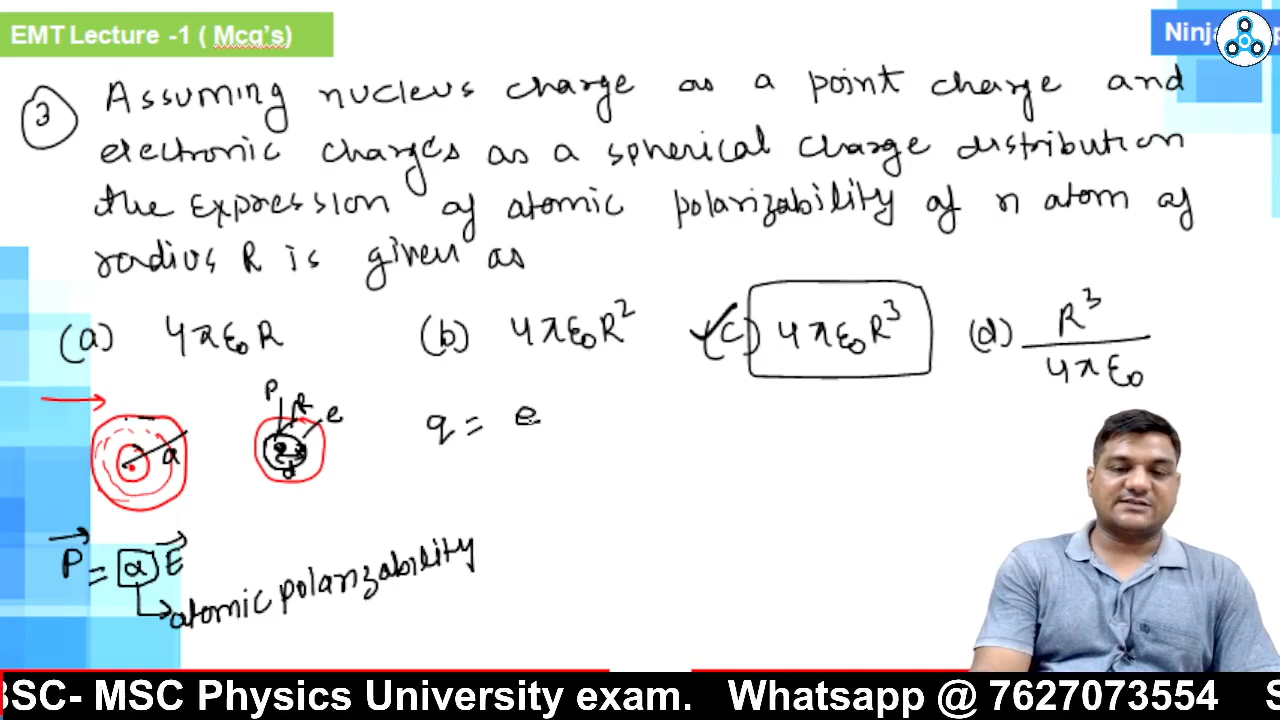 EMT Lecture -1 ( Mcq's)
Ninj
3 Assuming nucleus charge as a point charge and
electronic charges as a spherical charge distribution
the expression of atomic polarizability of n atom of
radius R is given as
(a) 4πε₀R (b) 4πε₀R² (c) 4πε₀R³ (d) R³/4πε₀
P R e
a d
q = e
P = α E
atomic polarizability
BSC- MSC Physics University exam. Whatsapp @ 7627073554 S